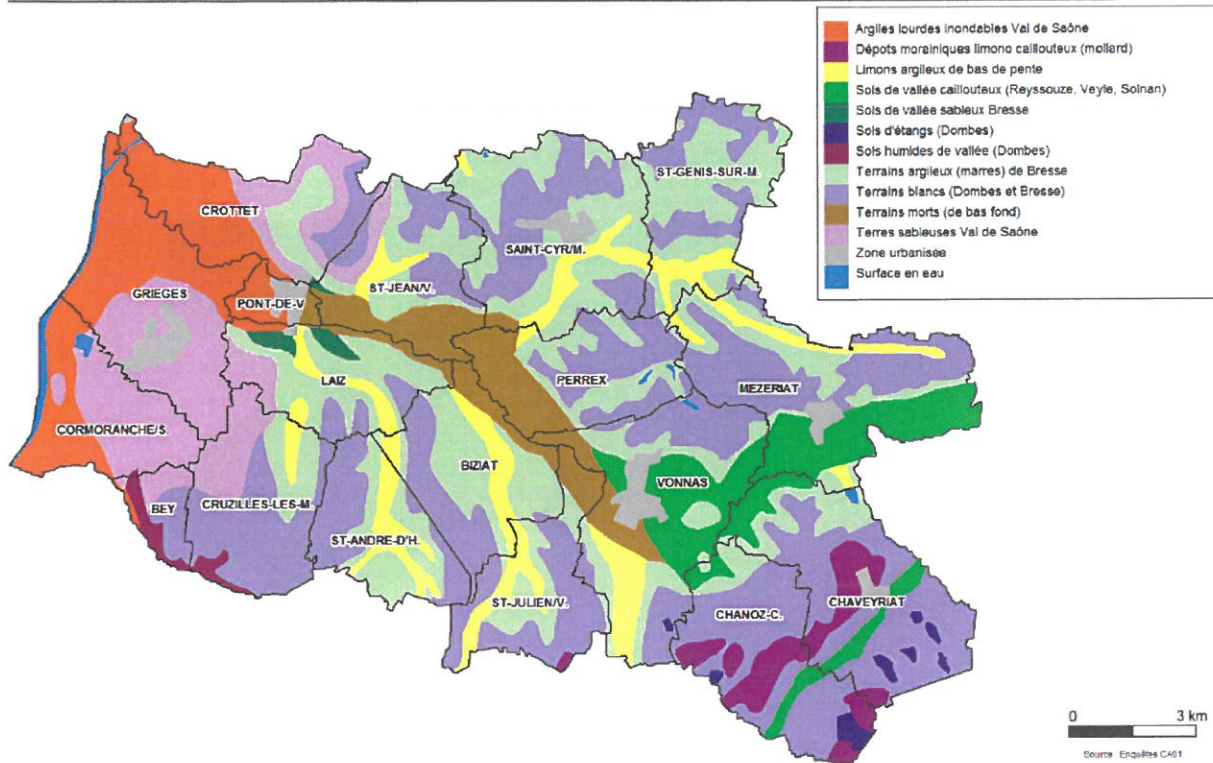 Argiles lourdes inondables Val de Saône
Dépots morainiques limono caillouteux (mollard)
Limons argileux de bas de pente
Sols de vallée caillouteux (Reyssouze, Veyle, Solnan)
Sols de vallée sableux Bresse
Sols d'étangs (Dombes)
Sols humides de vallée (Dombes)
Terrains argileux (marres) de Bresse
Terrains blancs (Dombes et Bresse)
Terrains morts (de bas fond)
Terres sableuses Val de Saône
Zone urbanisée
Surface en eau
ST-GENIS-SUR-M.
CROTTET
SAINT-CYR/M.
ST-JEAN/V.
GRIEGES
PONT-DE-V.
LAIZ
PERREX
MEZERIAT
CORMORANCHE/S.
BIZIAT
VONNAS
BEY
CRUZILLES-LES-M.
ST-ANDRE-D'H.
ST-JULIEN/V.
CHANOZ-C.
CHAVEYRIAT
0 3 km
Source : Enquêtes CA01